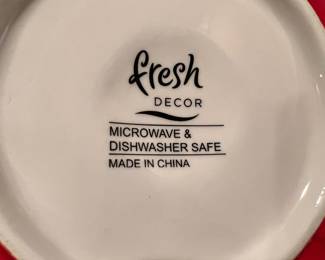 fresh
DECOR
MICROWAVE &
DISHWASHER SAFE
MADE IN CHINA